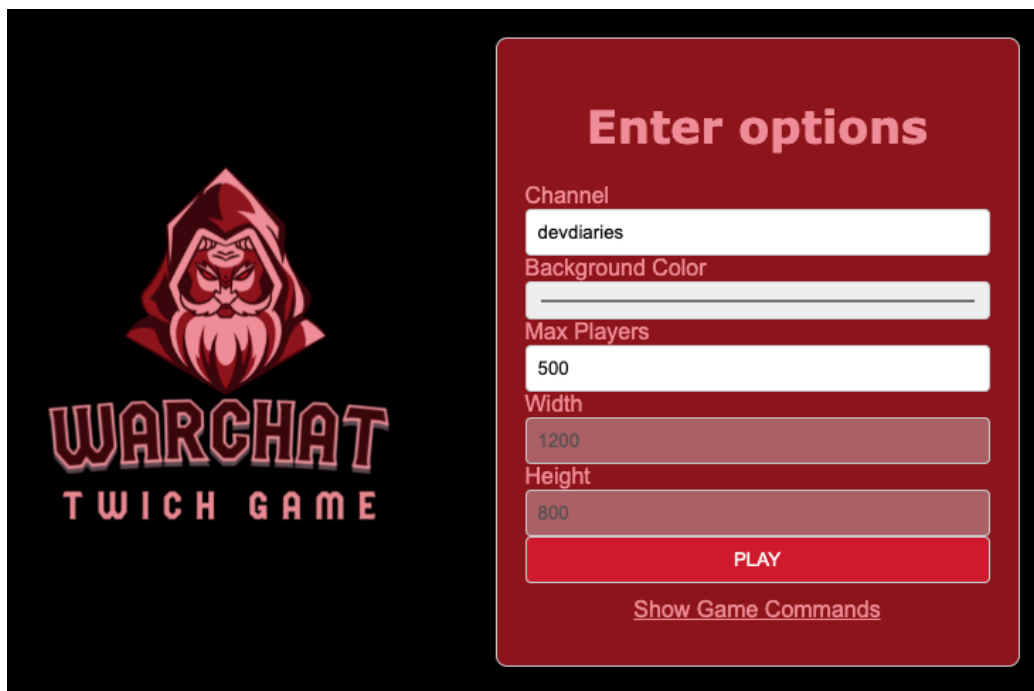 WARCHAT
TWICH GAME
Enter options
Channel
devdiaries
Background Color
Max Players
500
Width
1200
Height
800
PLAY
Show Game Commands